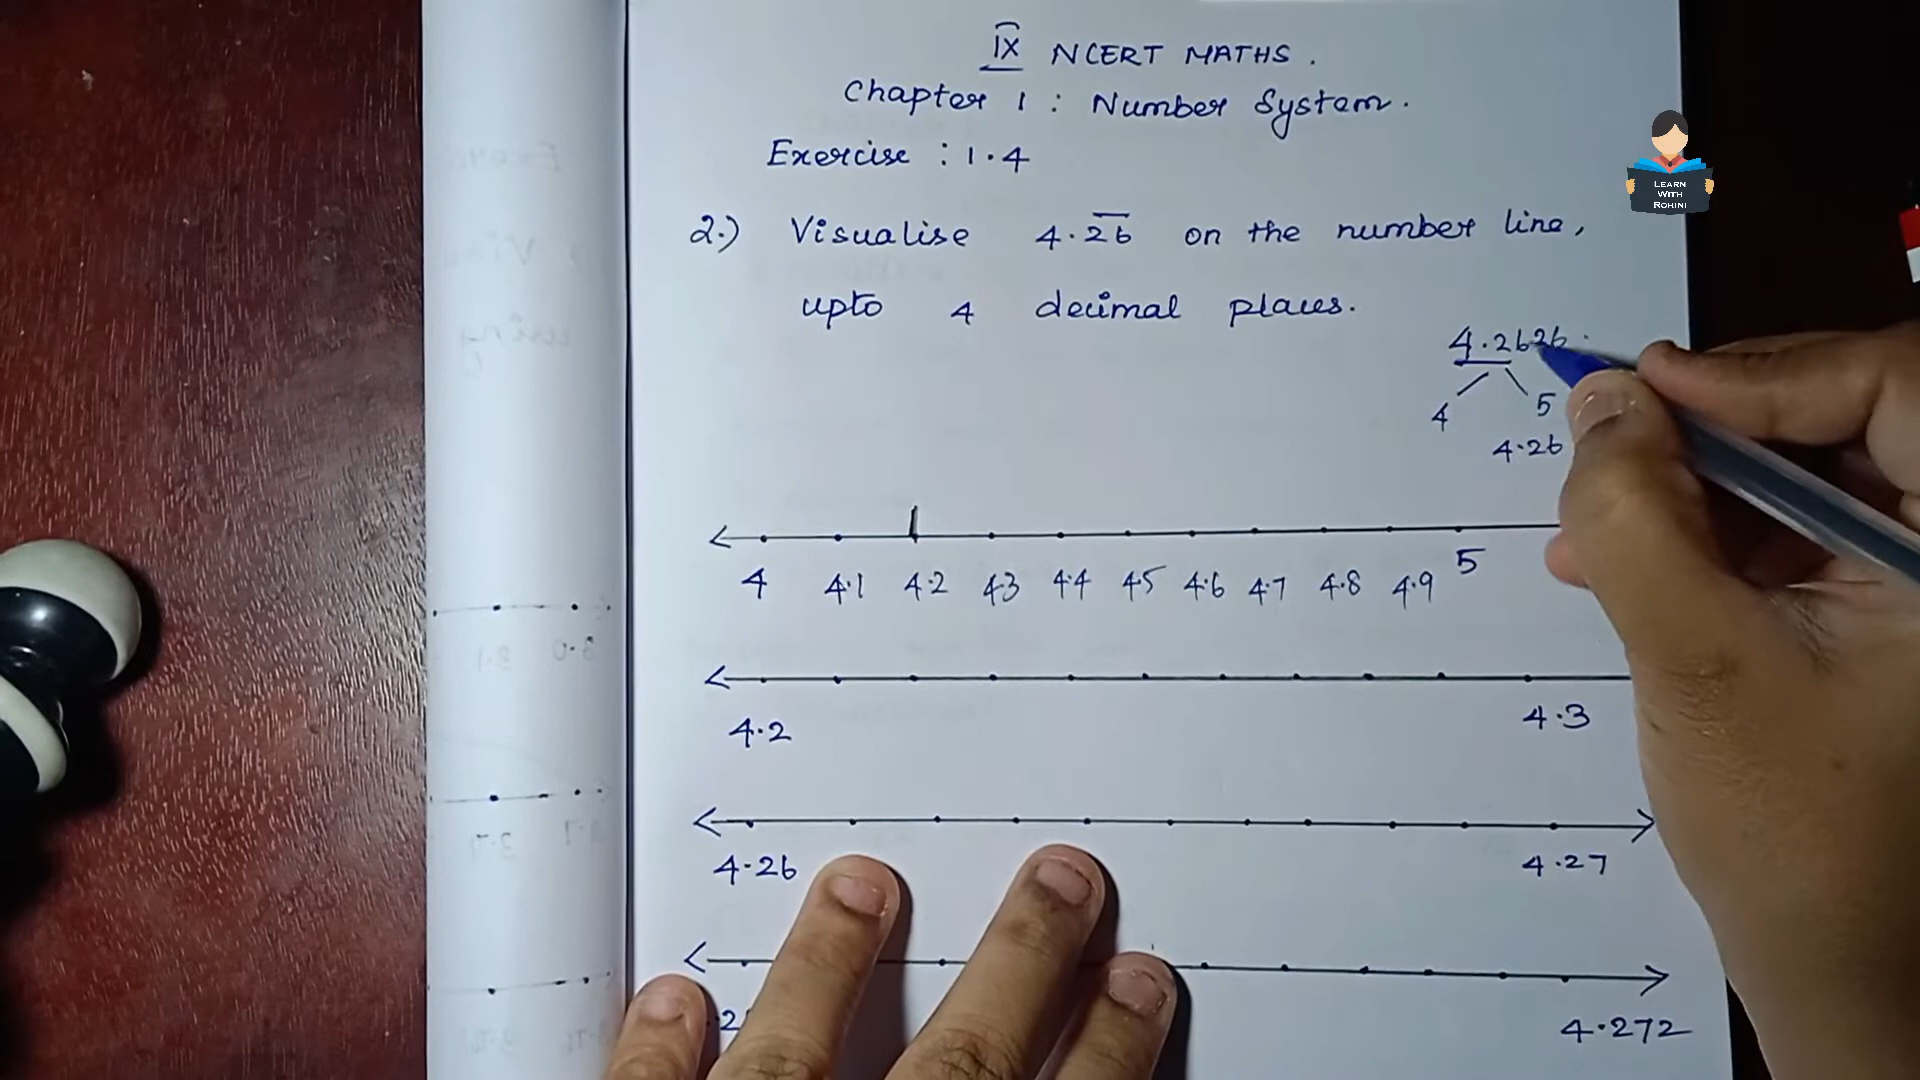 IX NCERT MATHS.
Chapter 1 : Number System.
Exercise : 1.4
LEARN
WITH
ROHINI
2.) Visualise 4.2̅6̅ on the number line,
upto 4 decimal places.
4.2626
4 5
4.26
4 4.1 4.2 4.3 4.4 4.5 4.6 4.7 4.8 4.9 5
4.2 4.3
4.26 4.27
4.272